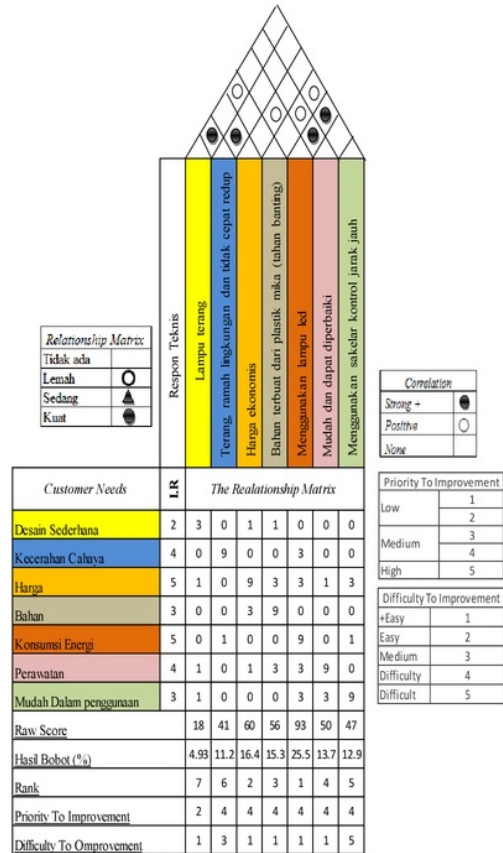 Respon Teknis
Lampu terang
Terang, ramah lingkungan dan tidak cepat redup
Harga ekonomis
Bahan terbuat dari plastik mika (tahan banting)
Menggunakan lampu led
Mudah dan dapat diperbaiki
Menggunakan sakelar kontrol jarak jauh
Relationship Matrix
Tidak ada
Lemah
Sedang
Kuat
Correlation
Strong +
Positive
None
Customer Needs I.R The Realationship Matrix
Desain Sederhana 2 3 0 1 1 0 0 0
Kecerahan Cahaya 4 0 9 0 0 3 0 0
Harga 5 1 0 9 3 3 1 3
Bahan 3 0 0 3 9 0 0 0
Konsumsi Energi 5 0 1 0 0 9 0 1
Perawatan 4 1 0 1 3 3 9 0
Mudah Dalam penggunaan 3 1 0 0 0 3 3 9
Raw Score 18 41 60 56 93 50 47
Hasil Bobot (%) 4.93 11.2 16.4 15.3 25.5 13.7 12.9
Rank 7 6 2 3 1 4 5
Priority To Improvement 2 4 4 4 4 4 4
Difficulty To Omprovement 1 3 1 1 1 1 5
Priority To Improvement
Low 1
2
Medium 3
4
High 5
Difficulty To Improvement
+Easy 1
Easy 2
Medium 3
Difficulty 4
Difficult 5